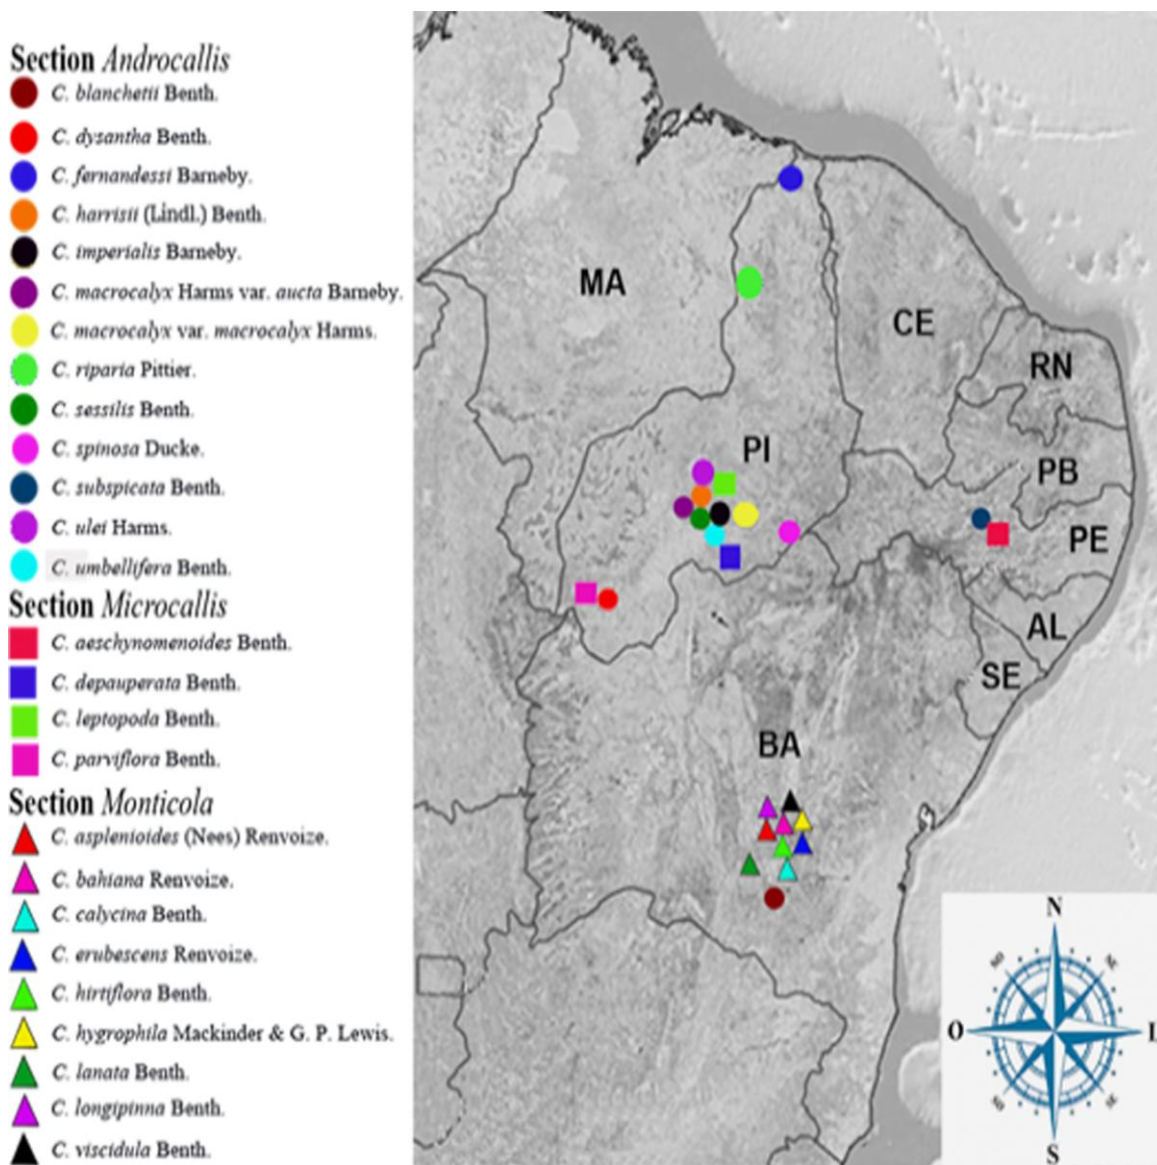 Section Androcallis
C. blanchetii Benth.
C. dysantha Benth.
C. fernandessi Barneby.
C. harrisii (Lindl.) Benth.
C. imperialis Barneby.
C. macrocalyx Harms var. aucta Barneby.
C. macrocalyx var. macrocalyx Harms.
C. riparia Pittier.
C. sessilis Benth.
C. spinosa Ducke.
C. subspicata Benth.
C. ulei Harms.
C. umbellifera Benth.
Section Microcallis
C. aeschynomenoides Benth.
C. depauperata Benth.
C. leptopoda Benth.
C. parviflora Benth.
Section Monticola
C. asplenioides (Nees) Renvoize.
C. bahiana Renvoize.
C. calycina Benth.
C. erubescens Renvoize.
C. hirtiflora Benth.
C. hygrophila Mackinder & G. P. Lewis.
C. lanata Benth.
C. longipinna Benth.
C. viscidula Benth.
MA
CE
RN
PI
PB
PE
AL
SE
BA
N
O
L
S